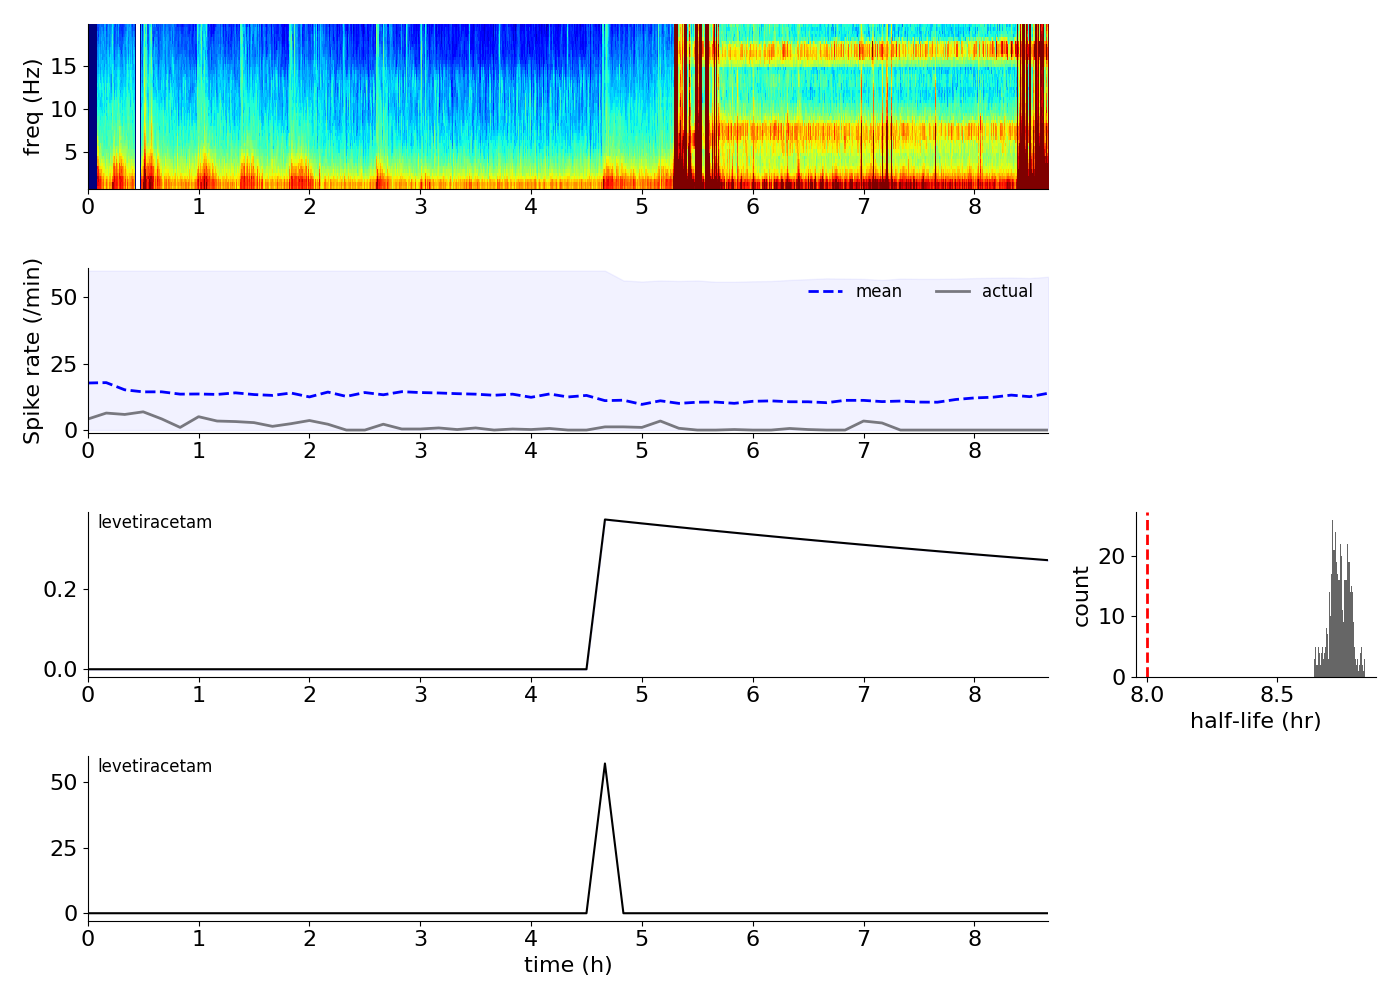 freq (Hz)
15
10
5
0 1 2 3 4 5 6 7 8
Spike rate (/min)
50
25
0
mean actual
0 1 2 3 4 5 6 7 8
levetiracetam
0.2
0.0
0 1 2 3 4 5 6 7 8
count
20
10
0
8.0 8.5
half-life (hr)
levetiracetam
50
25
0
0 1 2 3 4 5 6 7 8
time (h)